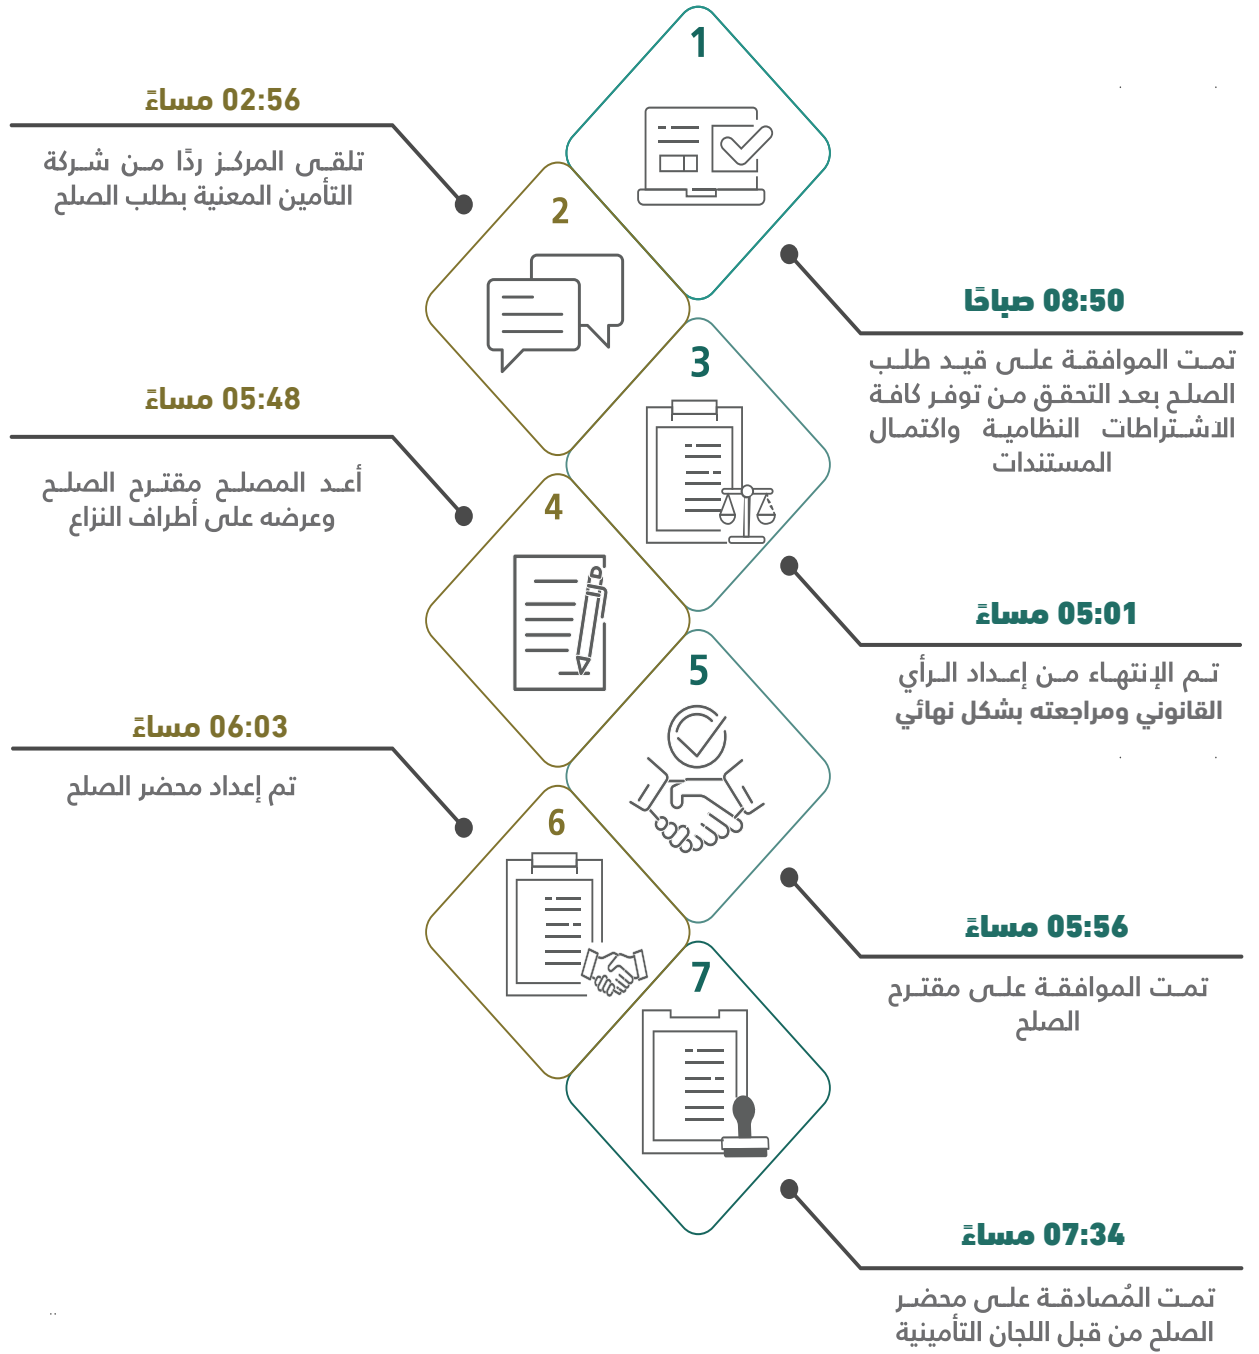 1
08:50 صباحًا
تمت الموافقة على قيد طلب
الصلح بعد التحقق من توفر كافة
الاشتراطات النظامية واكتمال
المستندات
2
02:56 مساءً
تلقى المركز ردًا من شركة
التأمين المعنية بطلب الصلح
3
05:01 مساءً
تم الإنتهاء من إعداد الرأي
القانوني ومراجعته بشكل نهائي
4
05:48 مساءً
أعد المصلح مقترح الصلح
وعرضه على أطراف النزاع
5
05:56 مساءً
تمت الموافقة على مقترح
الصلح
6
06:03 مساءً
تم إعداد محضر الصلح
7
07:34 مساءً
تمت المُصادقة على محضر
الصلح من قبل اللجان التأمينية